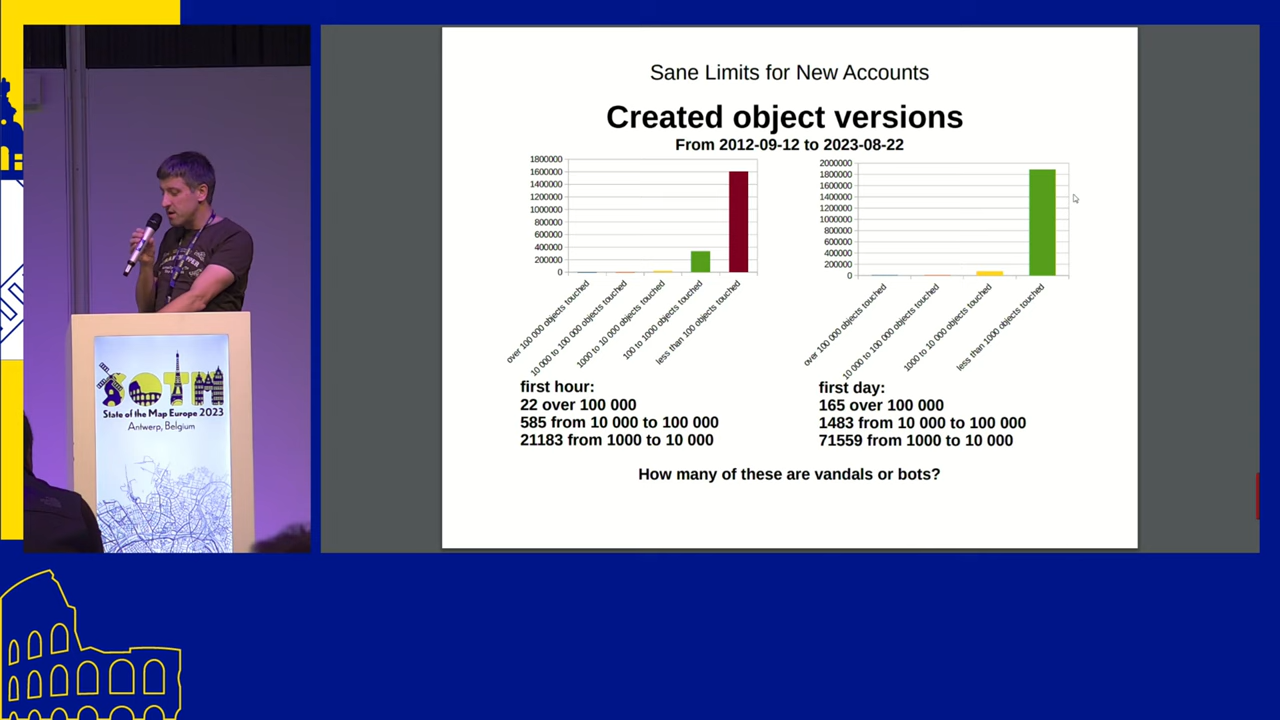 Sane Limits for New Accounts
Created object versions
From 2012-09-12 to 2023-08-22
1800000
1600000
1400000
1200000
1000000
800000
600000
400000
200000
0
over 100 000 objects touched
10 000 to 100 000 objects touched
1000 to 10 000 objects touched
100 to 1000 objects touched
less than 100 objects touched
2000000
1800000
1600000
1400000
1200000
1000000
800000
600000
400000
200000
0
over 100 000 objects touched
10 000 to 100 000 objects touched
1000 to 10 000 objects touched
less than 1000 objects touched
first hour:
22 over 100 000
585 from 10 000 to 100 000
21183 from 1000 to 10 000
first day:
165 over 100 000
1483 from 10 000 to 100 000
71559 from 1000 to 10 000
How many of these are vandals or bots?
SOTM
State of the Map Europe 2023
Antwerp, Belgium